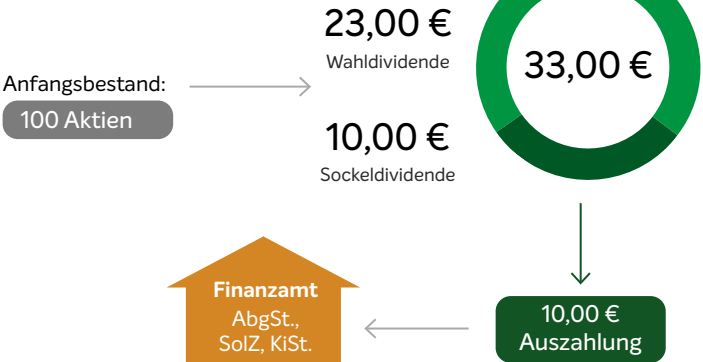 23,00 €
Wahldividende
33,00 €
Anfangsbestand:
100 Aktien
10,00 €
Sockeldividende
Finanzamt
AbgSt.,
SolZ, KiSt.
10,00 €
Auszahlung